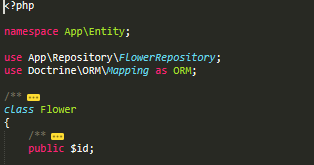 <?php
namespace App\Entity;
use App\Repository\FlowerRepository;
use Doctrine\ORM\Mapping as ORM;
/**
class Flower
{
/**
public $id;